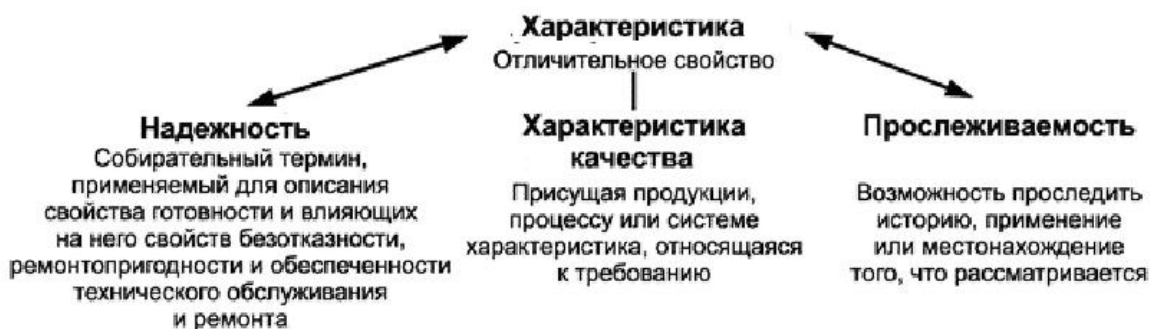 Характеристика
Отличительное свойство
Надежность
Собирательный термин,
применяемый для описания
свойства готовности и влияющих
на него свойств безотказности,
ремонтопригодности и обеспеченности
технического обслуживания
и ремонта
Характеристика
качества
Присущая продукции,
процессу или системе
характеристика, относящаяся
к требованию
Прослеживаемость
Возможность проследить
историю, применение
или местонахождение
того, что рассматривается